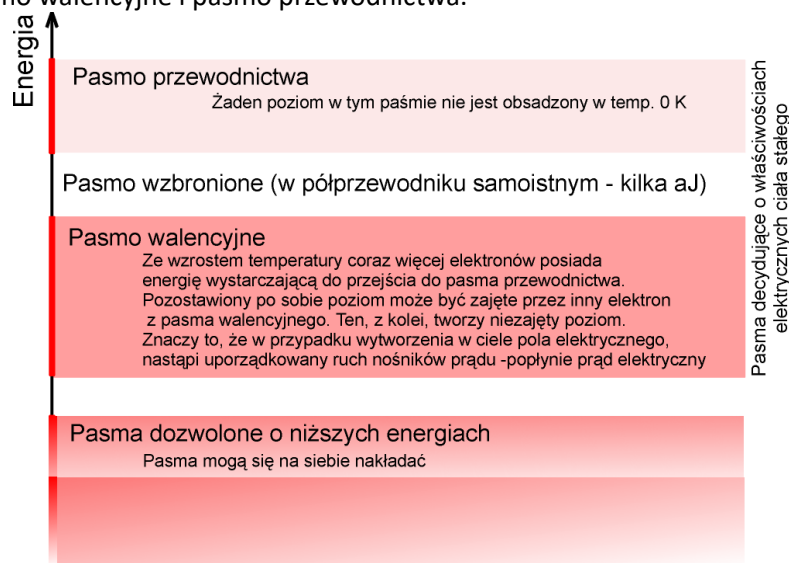 mo walencyjne i pasmo przewodnictwa.
Energia
Pasmo przewodnictwa
Żaden poziom w tym paśmie nie jest obsadzony w temp. 0 K
Pasmo wzbronione (w półprzewodniku samoistnym - kilka aJ)
Pasmo walencyjne
Ze wzrostem temperatury coraz więcej elektronów posiada
energię wystarczającą do przejścia do pasma przewodnictwa.
Pozostawiony po sobie poziom może być zajęte przez inny elektron
z pasma walencyjnego. Ten, z kolei, tworzy niezajęty poziom.
Znaczy to, że w przypadku wytworzenia w ciele pola elektrycznego,
nastąpi uporządkowany ruch nośników prądu -popłynie prąd elektryczny
Pasma dozwolone o niższych energiach
Pasma mogą się na siebie nakładać
Pasma decydujące o właściwościach
elektrycznych ciała stałego